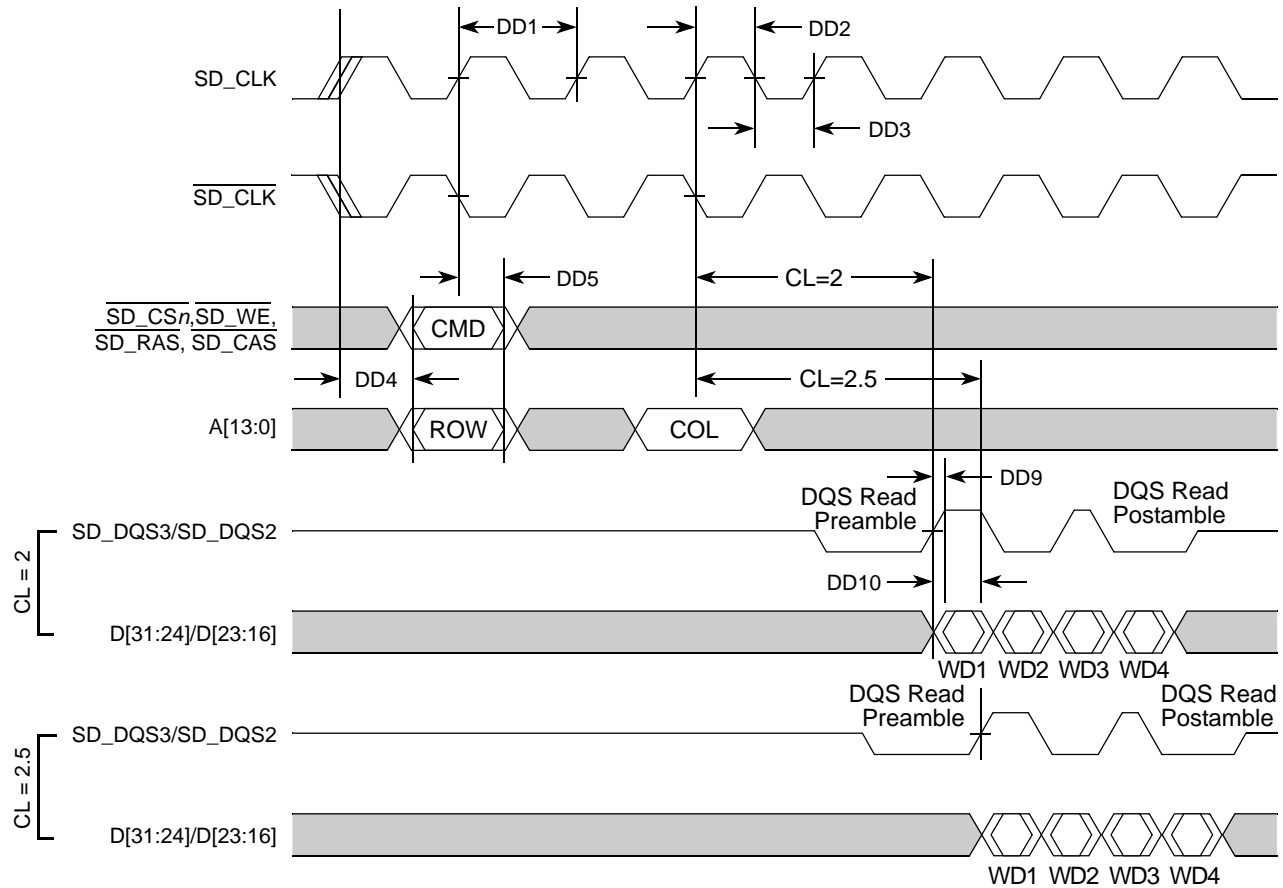 DD1
DD2
SD_CLK
DD3
SD_CLK
DD5
CL=2
SD_CSn,SD_WE,
SD_RAS, SD_CAS
CMD
DD4
CL=2.5
A[13:0]
ROW
COL
DD9
DQS Read
Preamble
DQS Read
Postamble
CL = 2
SD_DQS3/SD_DQS2
DD10
D[31:24]/D[23:16]
WD1 WD2 WD3 WD4
DQS Read
Preamble
DQS Read
Postamble
CL = 2.5
SD_DQS3/SD_DQS2
D[31:24]/D[23:16]
WD1 WD2 WD3 WD4